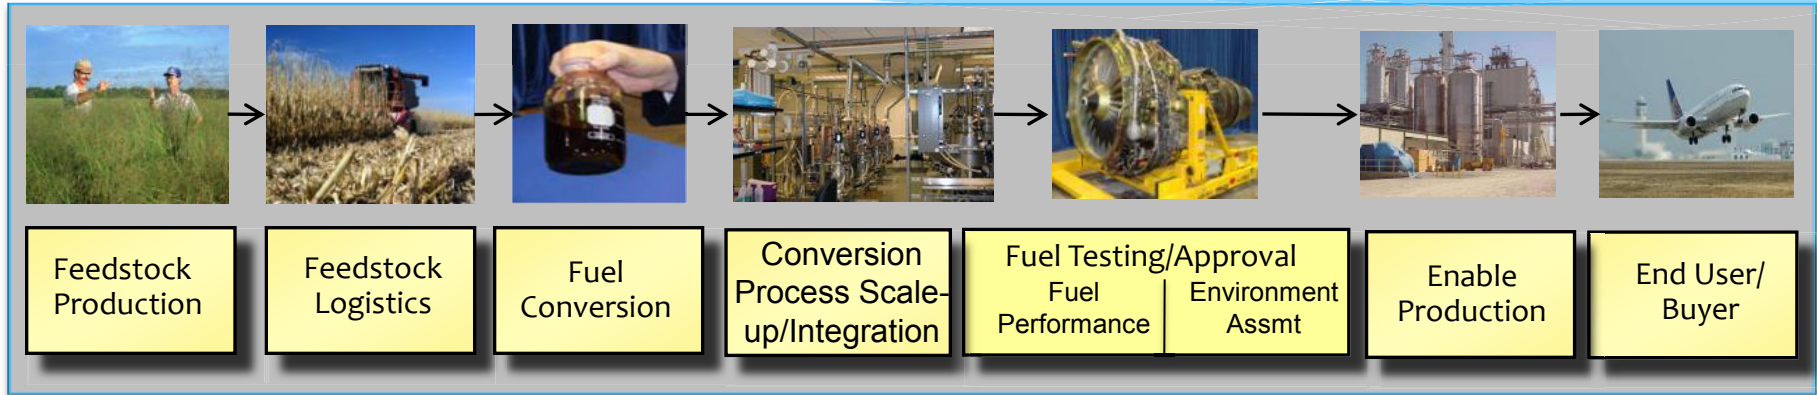 Feedstock
Production
Feedstock
Logistics
Fuel
Conversion
Conversion
Process Scale-
up/Integration
Fuel Testing/Approval
Fuel
Performance
Environment
Assmt
Enable
Production
End User/
Buyer